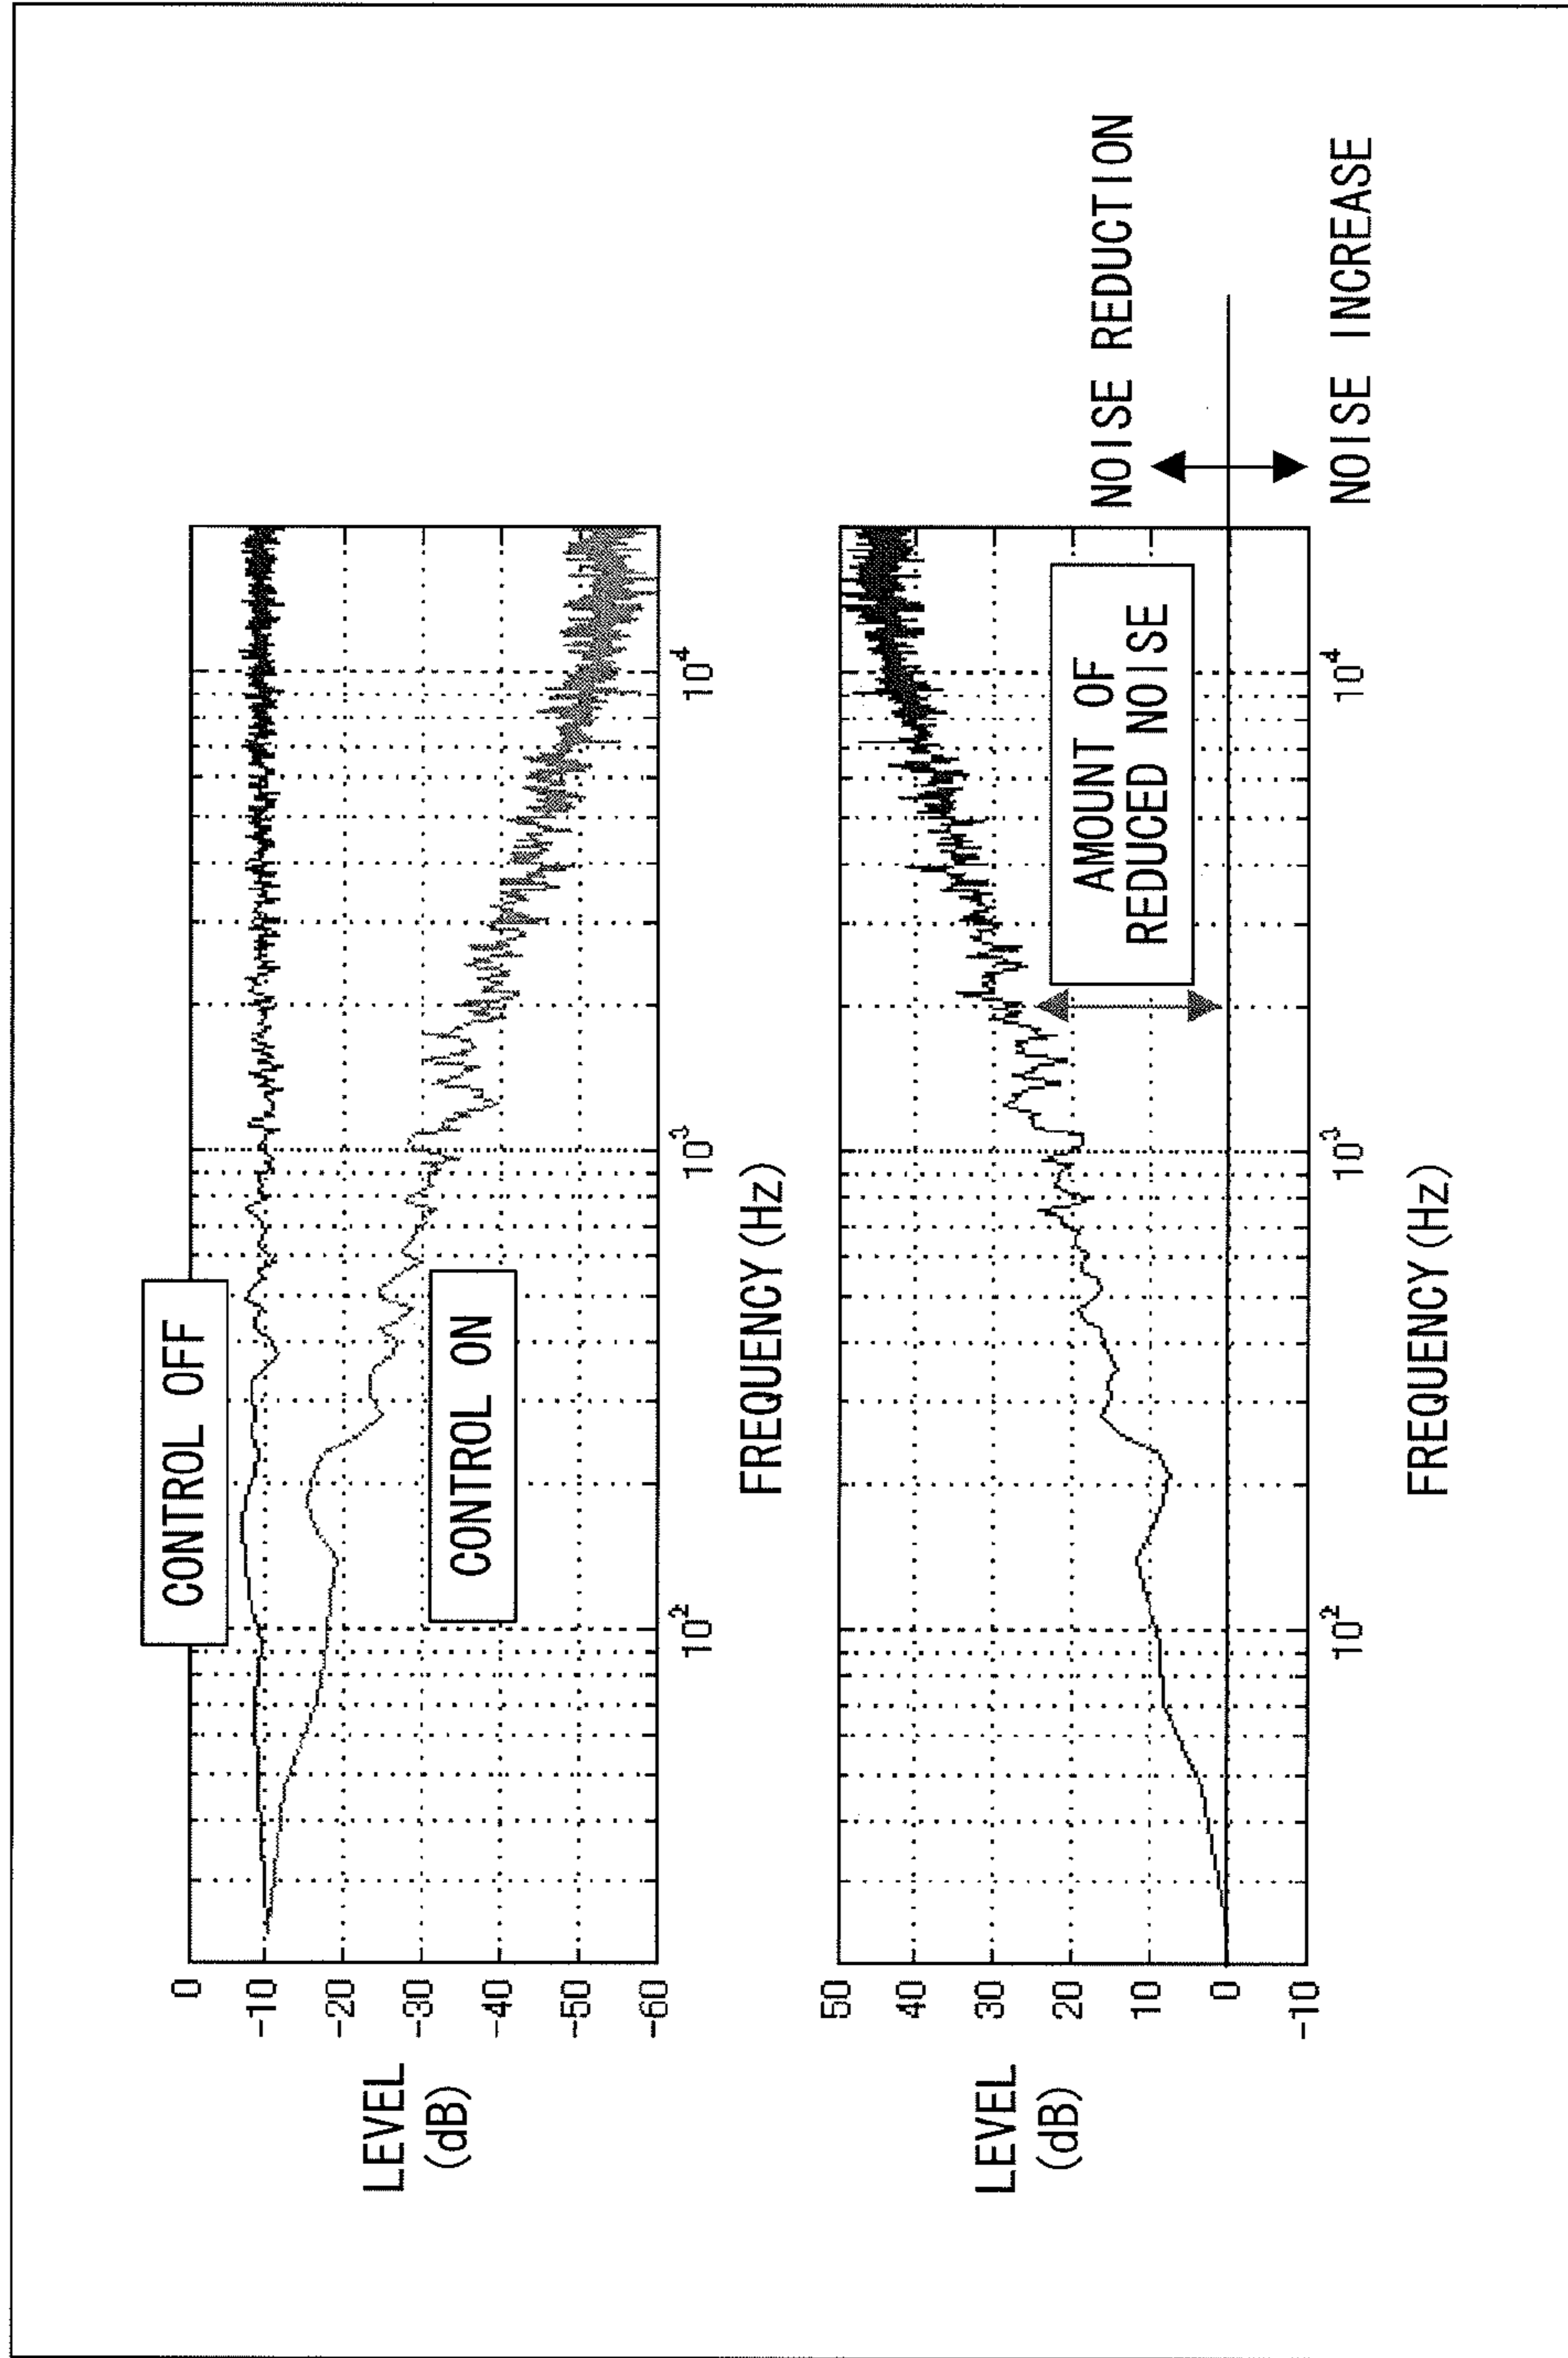 CONTROL OFF
0
-10
-20
-30
-40
-50
-60
LEVEL
(dB)
CONTROL ON
10²
10³
10⁴
FREQUENCY(Hz)
50
40
30
20
10
0
-10
LEVEL
(dB)
AMOUNT OF
REDUCED NOISE
NOISE REDUCTION
NOISE INCREASE
10²
10³
10⁴
FREQUENCY(Hz)